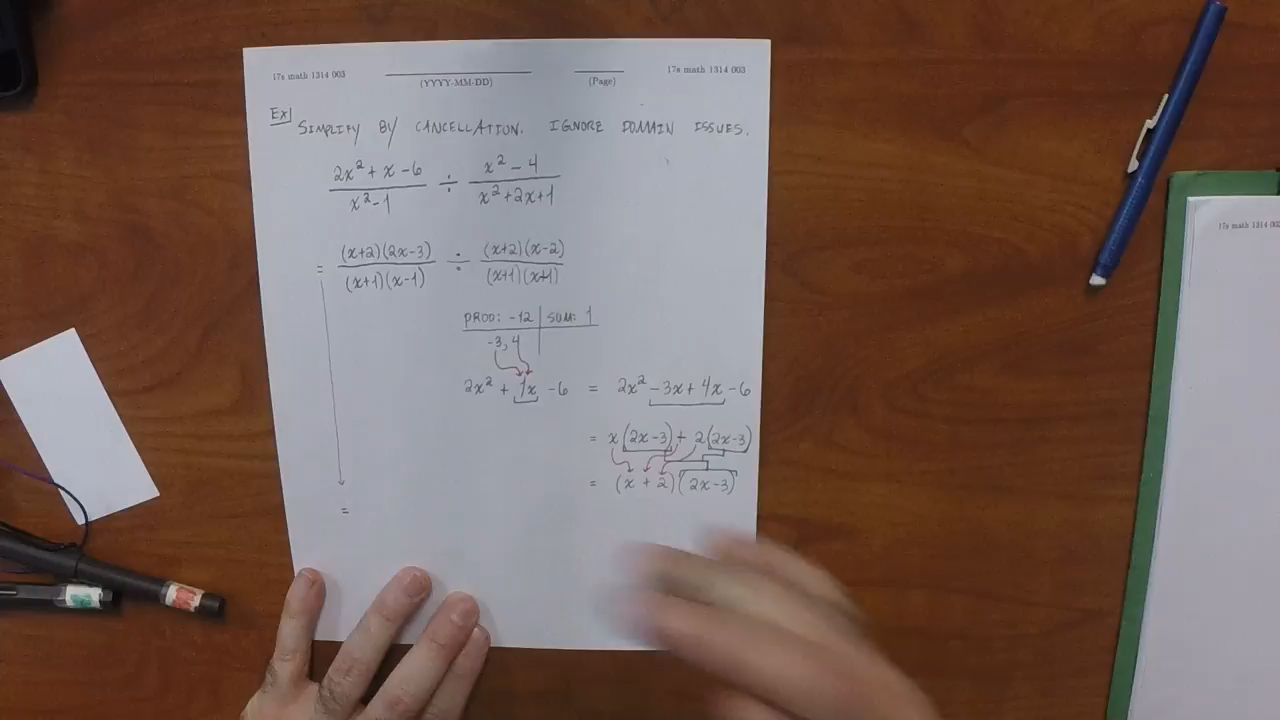 17s math 1314 003 (YYYY-MM-DD) (Page) 17s math 1314 003
Ex] SIMPLIFY BY CANCELLATION. IGNORE DOMAIN ISSUES.
(2x² + x - 6)/(x² - 1) ÷ (x² - 4)/(x² + 2x + 1)
= ((x+2)(2x-3))/((x+1)(x-1)) ÷ ((x+2)(x-2))/((x+1)(x+1))
PROD: -12 | SUM: 1
-3, 4
2x² + 1x - 6 = 2x² - 3x + 4x - 6
= x(2x-3) + 2(2x-3)
= (x + 2)(2x-3)
=
17s math 1314 00